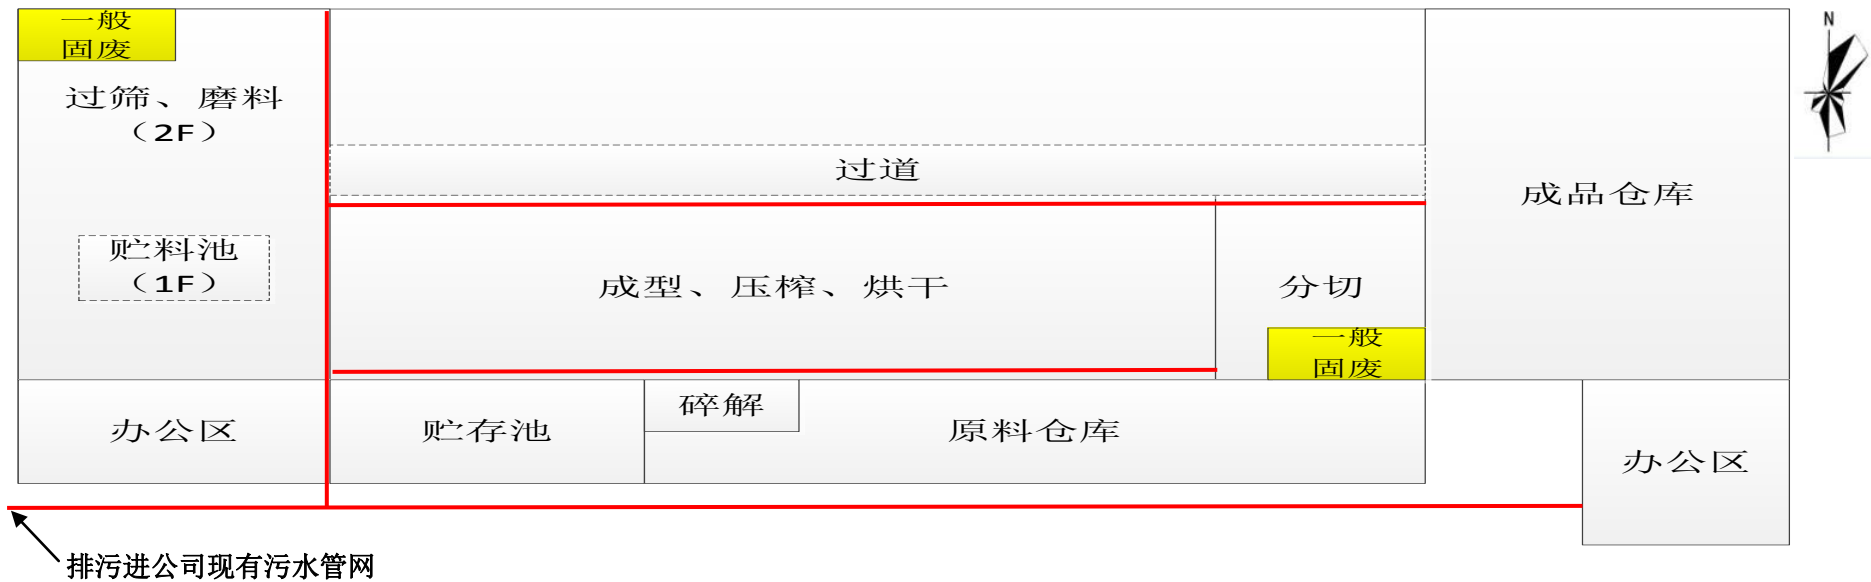 一般
固废
N
过筛、磨料
（2F）
过道
成品仓库
贮料池
（1F）
成型、压榨、烘干
分切
一般
固废
办公区
贮存池
碎解
原料仓库
办公区
排污进公司现有污水管网